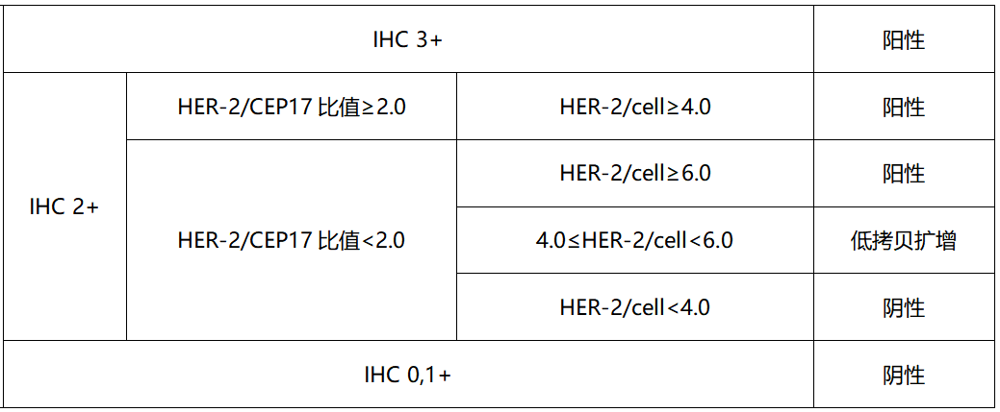 IHC 3+
阳性
IHC 2+
HER-2/CEP17 比值≥2.0
HER-2/cell≥4.0
阳性
HER-2/CEP17 比值<2.0
HER-2/cell≥6.0
阳性
4.0≤HER-2/cell<6.0
低拷贝扩增
HER-2/cell<4.0
阴性
IHC 0,1+
阴性